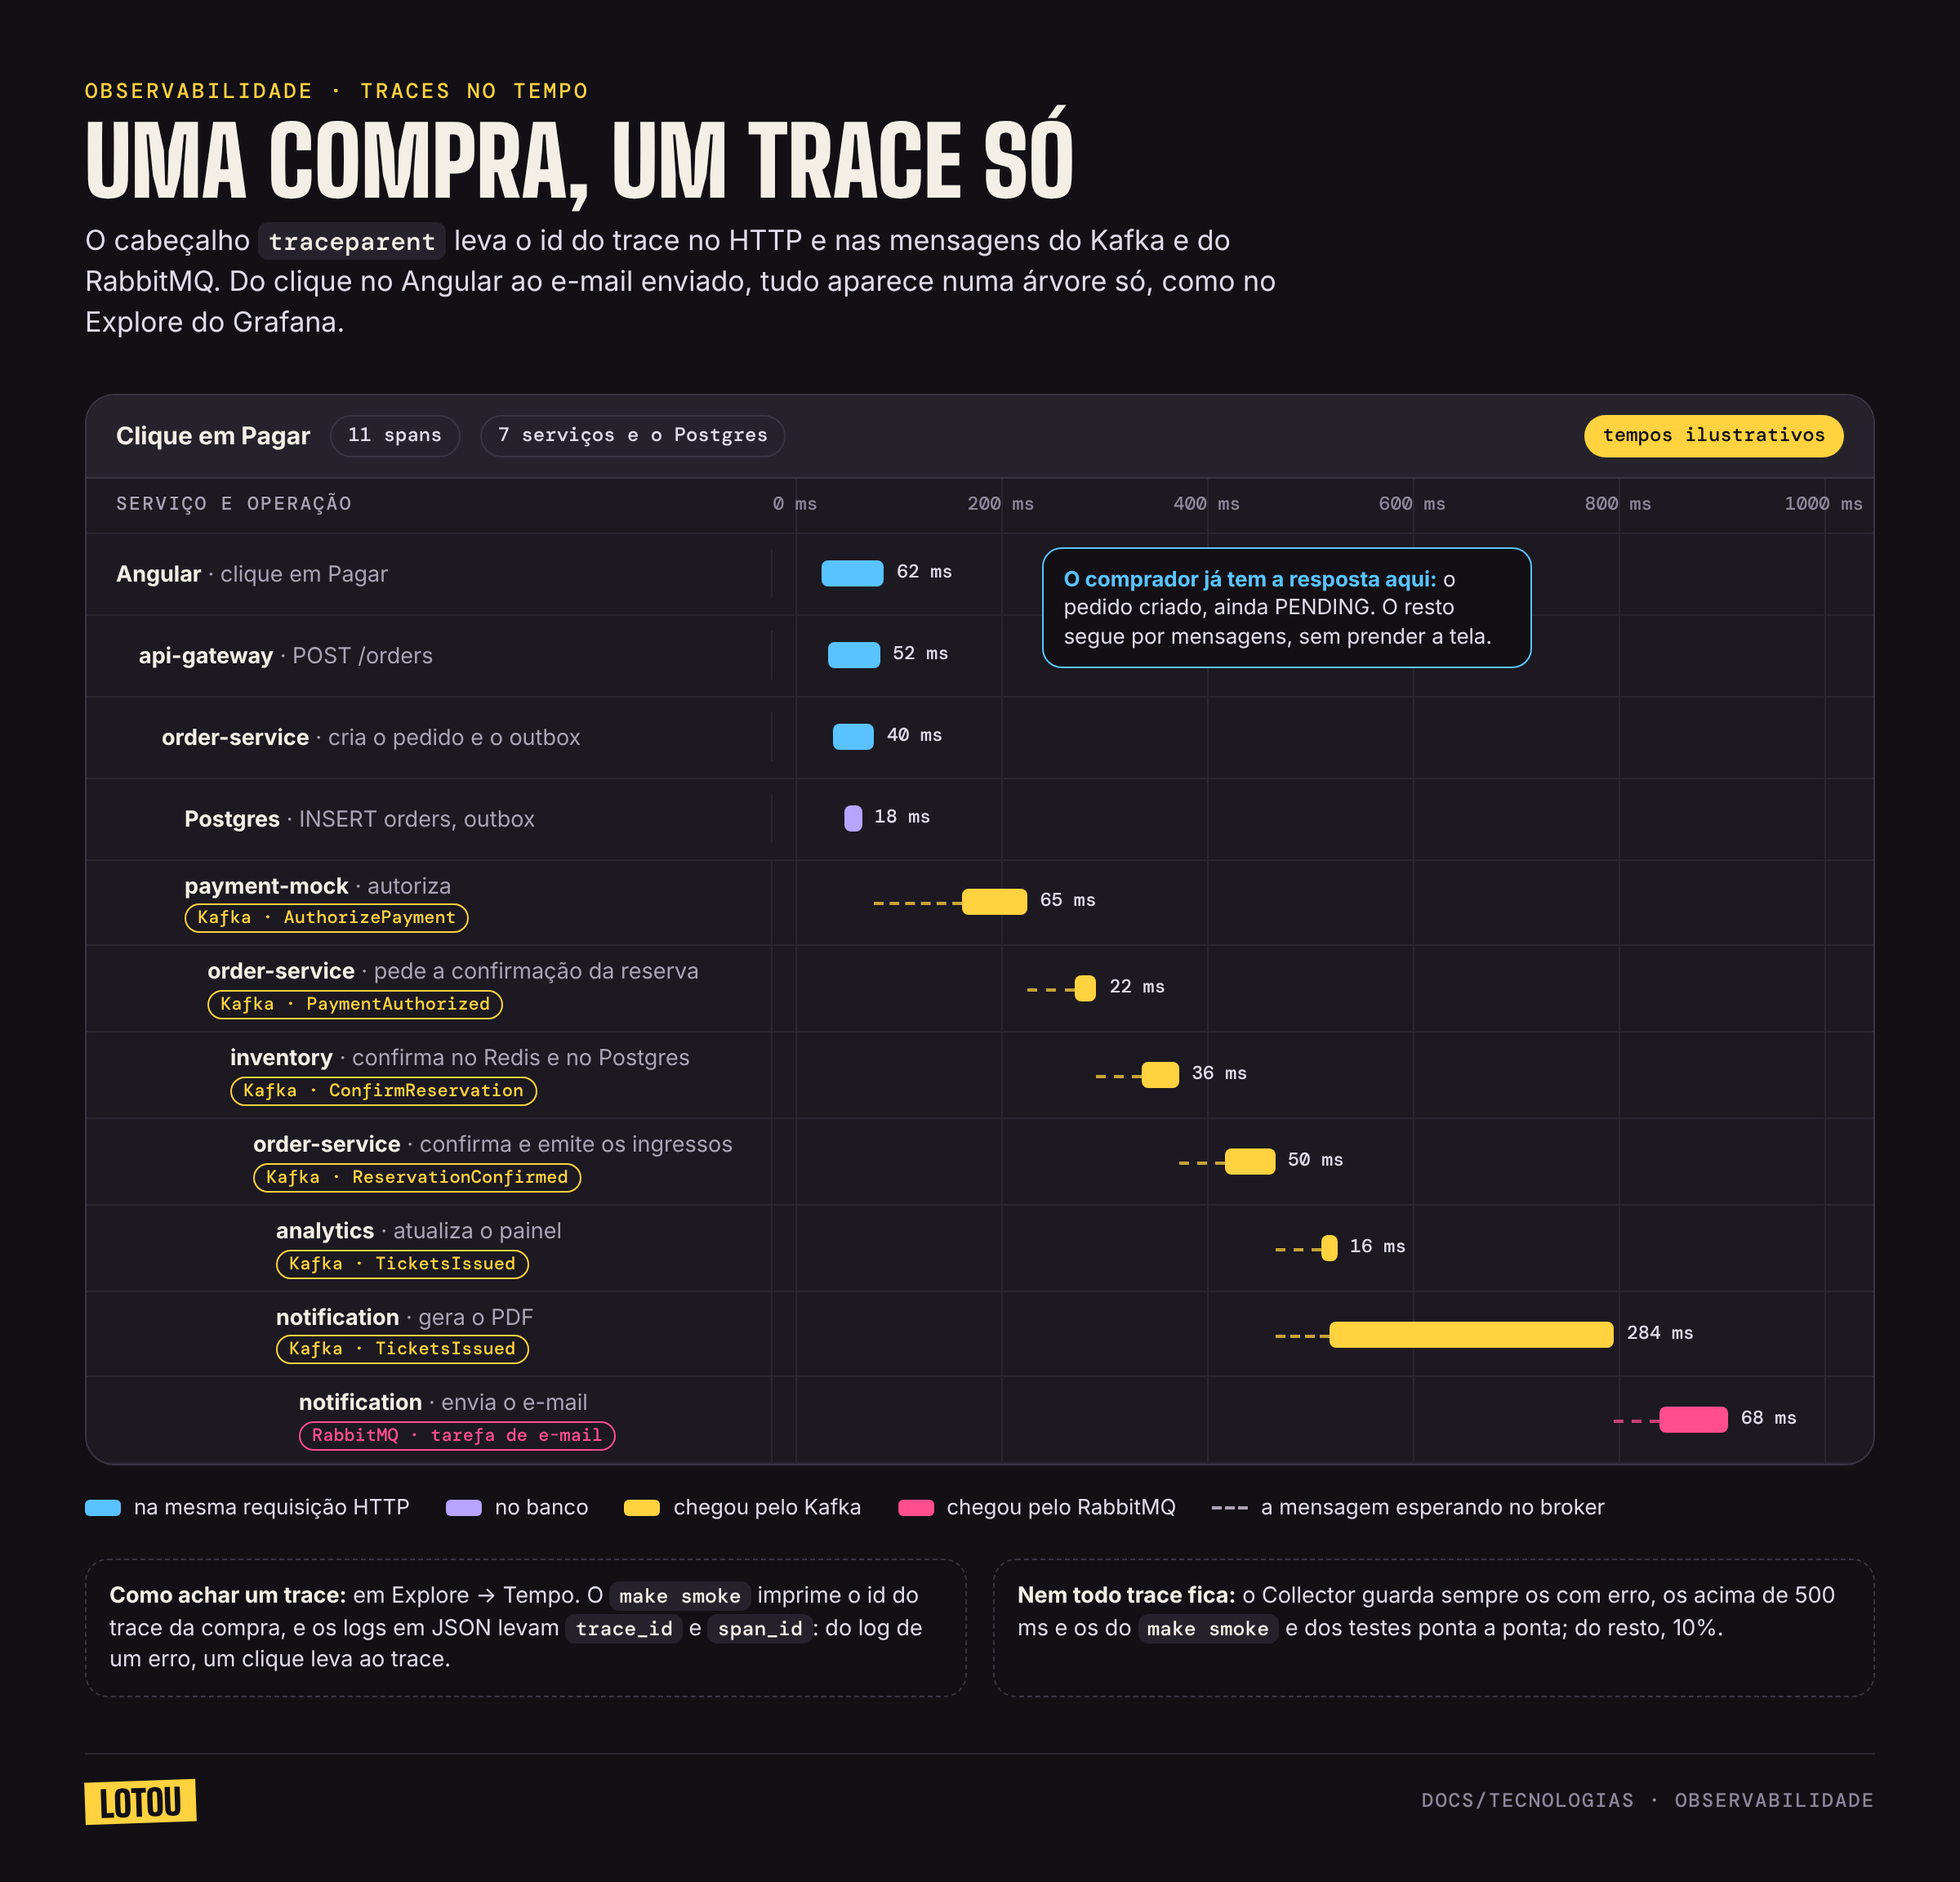 OBSERVABILIDADE · TRACES NO TEMPO
UMA COMPRA, UM TRACE SÓ
O cabeçalho traceparent leva o id do trace no HTTP e nas mensagens do Kafka e do
RabbitMQ. Do clique no Angular ao e-mail enviado, tudo aparece numa árvore só, como no
Explore do Grafana.
Clique em Pagar 11 spans 7 serviços e o Postgres tempos ilustrativos
SERVIÇO E OPERAÇÃO 0 ms 200 ms 400 ms 600 ms 800 ms 1000 ms
Angular · clique em Pagar 62 ms
O comprador já tem a resposta aqui: o
pedido criado, ainda PENDING. O resto
segue por mensagens, sem prender a tela.
api-gateway · POST /orders 52 ms
order-service · cria o pedido e o outbox 40 ms
Postgres · INSERT orders, outbox 18 ms
payment-mock · autoriza 65 ms
Kafka · AuthorizePayment
order-service · pede a confirmação da reserva 22 ms
Kafka · PaymentAuthorized
inventory · confirma no Redis e no Postgres 36 ms
Kafka · ConfirmReservation
order-service · confirma e emite os ingressos 50 ms
Kafka · ReservationConfirmed
analytics · atualiza o painel 16 ms
Kafka · TicketsIssued
notification · gera o PDF 284 ms
Kafka · TicketsIssued
notification · envia o e-mail 68 ms
RabbitMQ · tarefa de e-mail
na mesma requisição HTTP no banco chegou pelo Kafka chegou pelo RabbitMQ a mensagem esperando no broker
Como achar um trace: em Explore → Tempo. O make smoke imprime o id do
trace da compra, e os logs em JSON levam trace_id e span_id: do log de
um erro, um clique leva ao trace.
Nem todo trace fica: o Collector guarda sempre os com erro, os acima de 500
ms e os do make smoke e dos testes ponta a ponta; do resto, 10%.
LOTOU
DOCS/TECNOLOGIAS · OBSERVABILIDADE